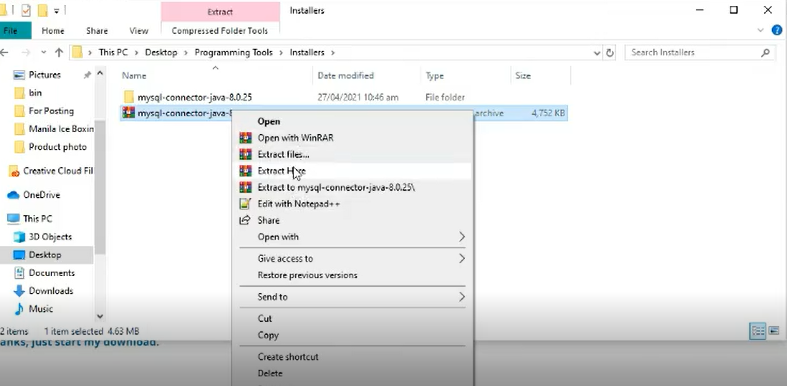 Extract
Installers
File
Home
Share
View
Compressed Folder Tools
This PC
Desktop
Programming Tools
Installers
Search Installers
Name
Date modified
Type
Size
mysql-connector-java-8.0.25
27/04/2021 10:46 am
File folder
mysql-connector-java-8
archive
4,752 KB
Pictures
bin
For Posting
Manila Ice Boxin
Product photo
Creative Cloud Fil
OneDrive
This PC
3D Objects
Desktop
Documents
Downloads
Music
Open
Open with WinRAR
Extract files...
Extract Here
Extract to mysql-connector-java-8.0.25\
Edit with Notepad++
Share
Open with
Give access to
Restore previous versions
Send to
Cut
Copy
Create shortcut
Delete
2 items 1 item selected 4.63 MB
anks, just start my download.